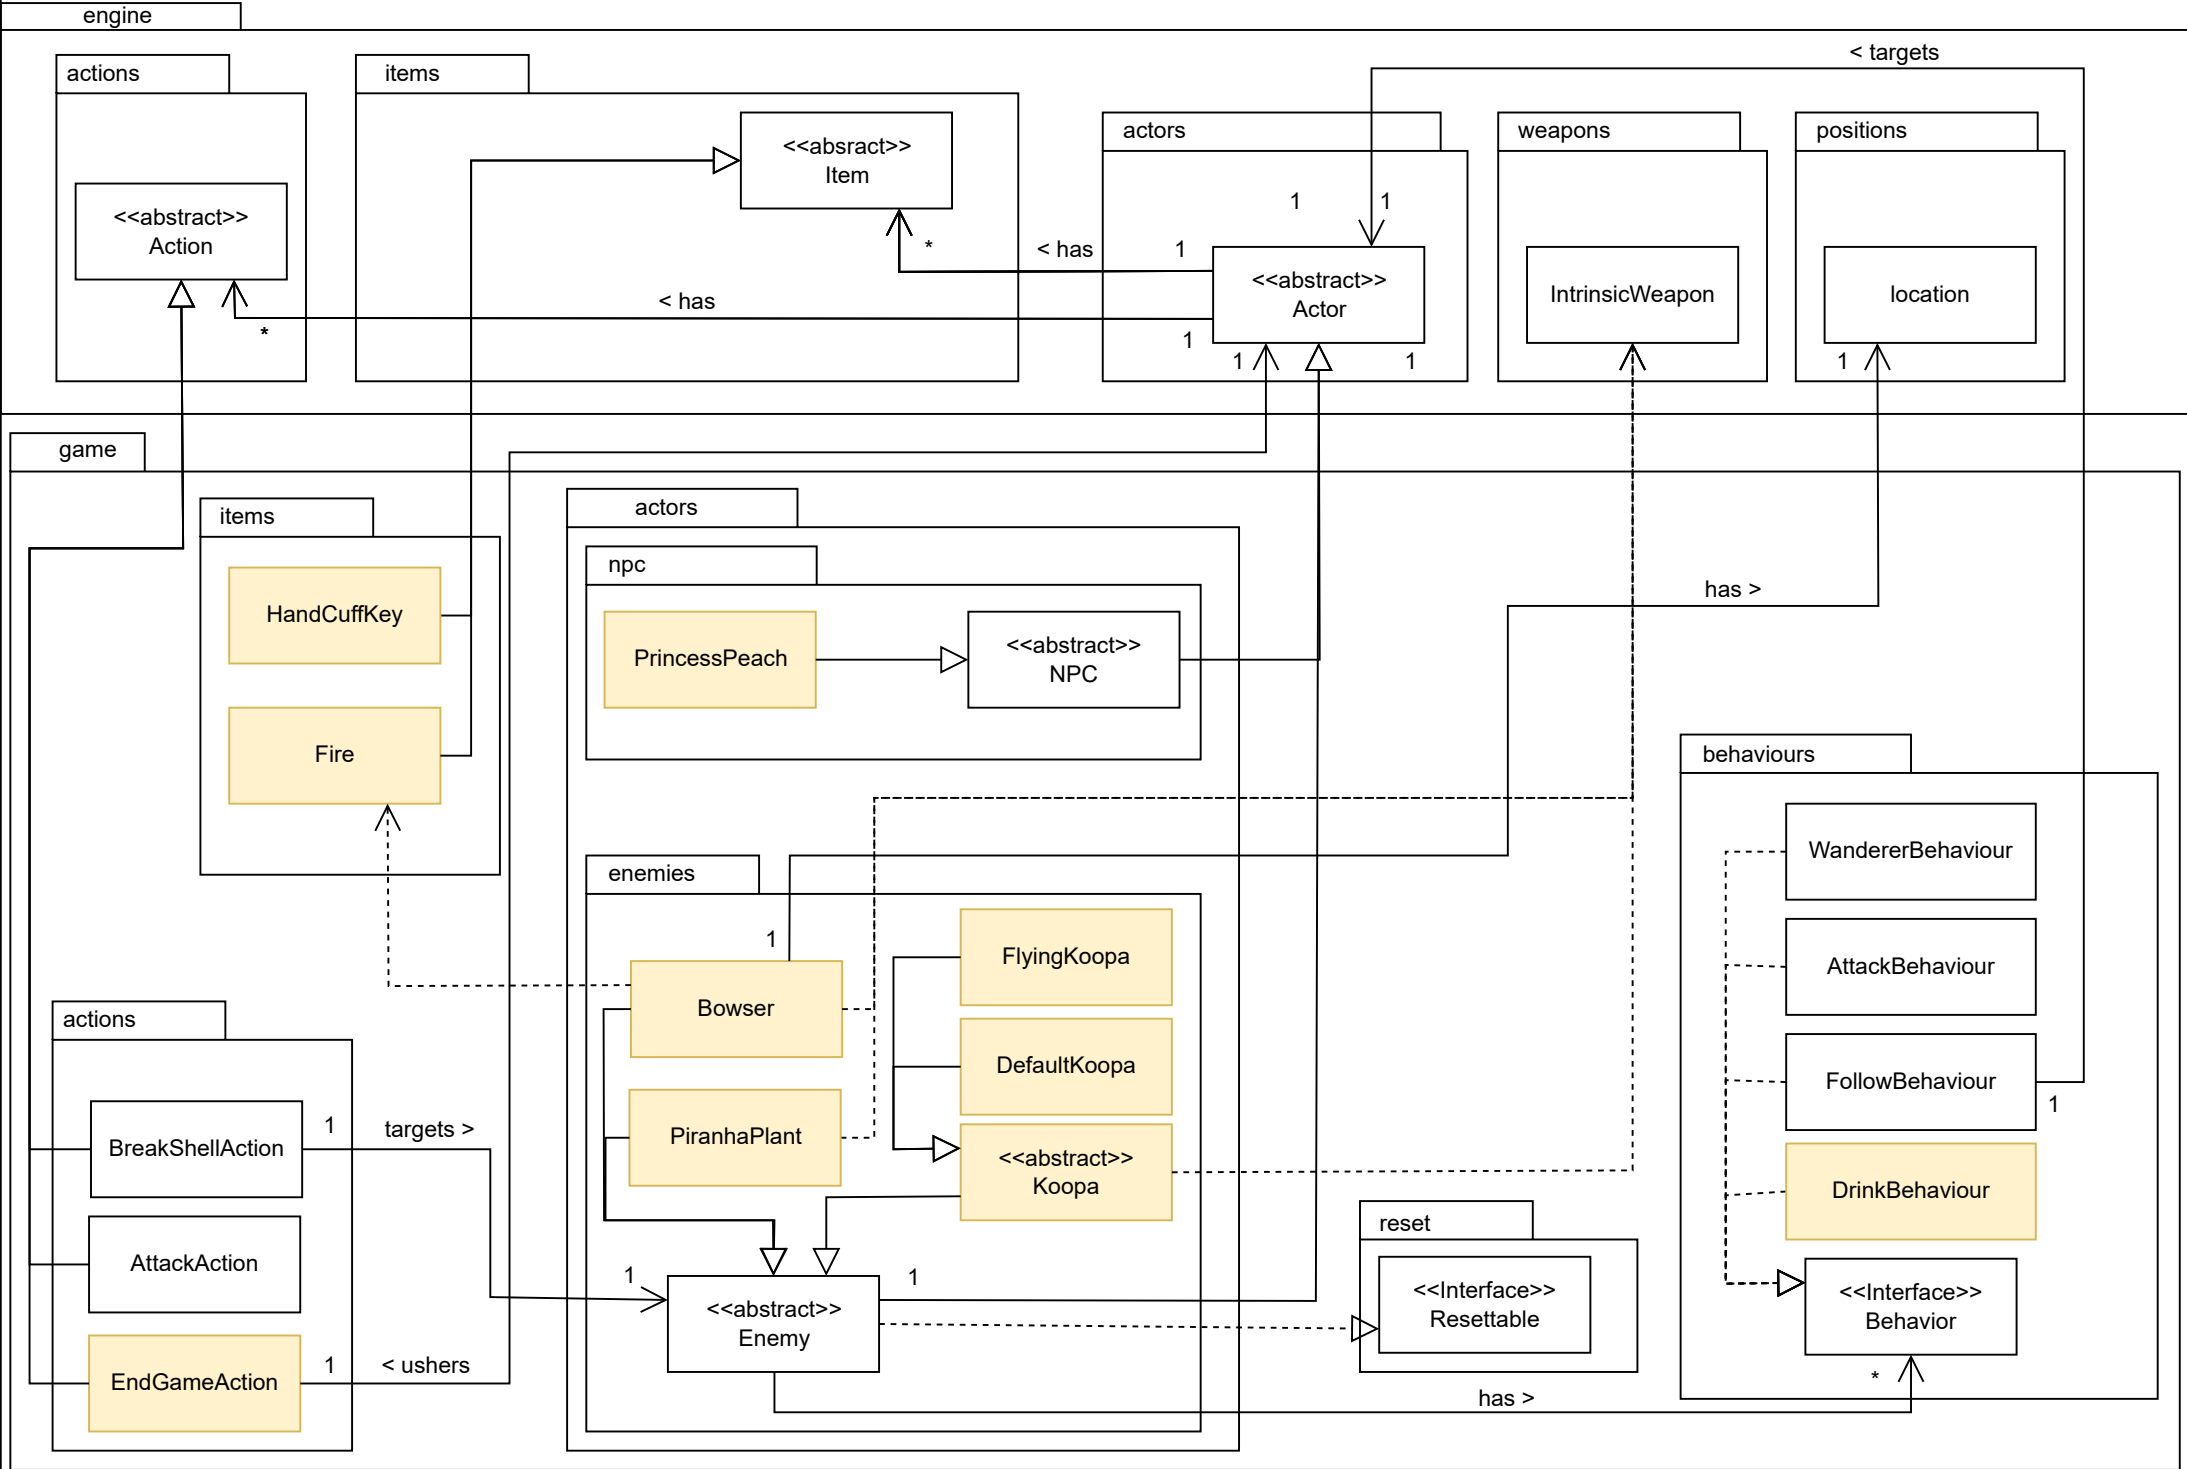 engine
< targets
actions
items
actors
weapons
positions
<<absract>>
Item
<<abstract>>
Action
1
1
*
< has
1
<<abstract>>
Actor
IntrinsicWeapon
location
< has
*
1
1
1
1
game
items
actors
npc
HandCuffKey
has >
PrincessPeach
<<abstract>>
NPC
Fire
behaviours
WandererBehaviour
enemies
1
FlyingKoopa
AttackBehaviour
Bowser
actions
DefaultKoopa
FollowBehaviour
1
1
targets >
BreakShellAction
PiranhaPlant
<<abstract>>
Koopa
DrinkBehaviour
reset
AttackAction
1
1
<<abstract>>
Enemy
<<Interface>>
Resettable
<<Interface>>
Behavior
1
< ushers
EndGameAction
*
has >